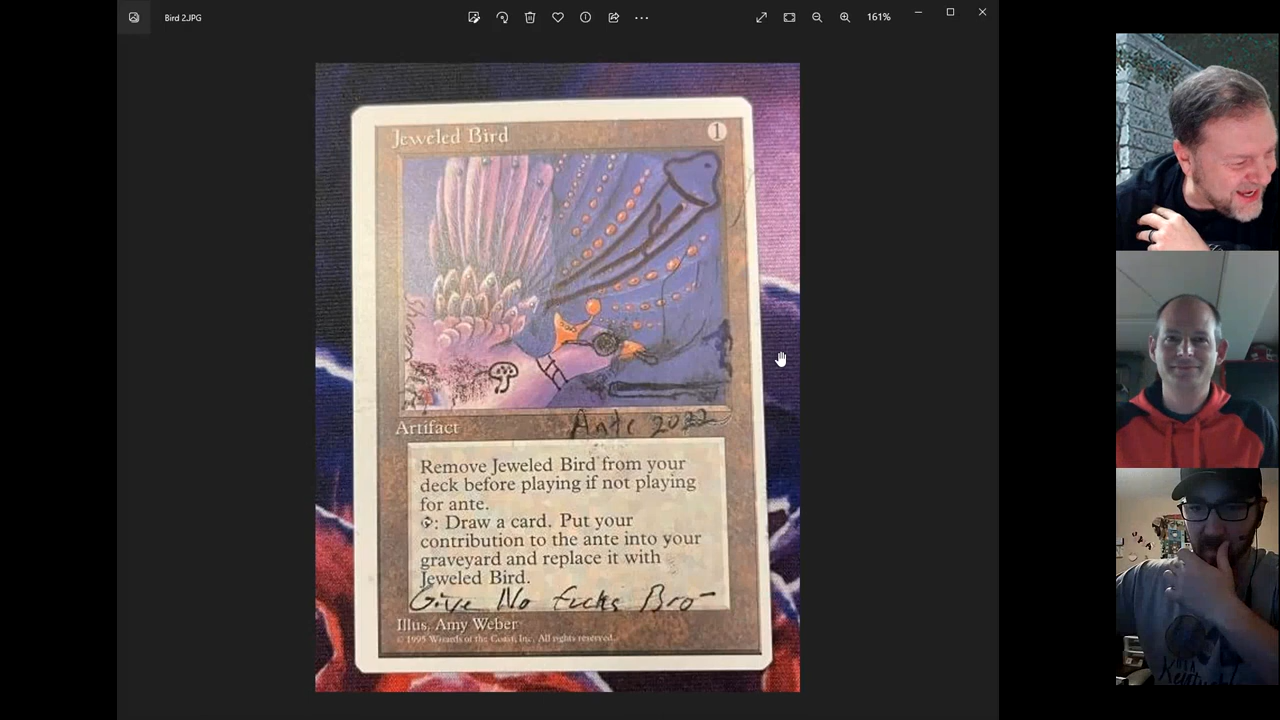 Bird 2.JPG
161%
Jeweled Bird
1
Artifact
Ante 2022
Remove Jeweled Bird from your
deck before playing if not playing
for ante.
: Draw a card. Put your
contribution to the ante into your
graveyard and replace it with
Jeweled Bird.
Give No Fucks Bro-
Illus. Amy Weber
© 1995 Wizards of the Coast, Inc. All rights reserved.